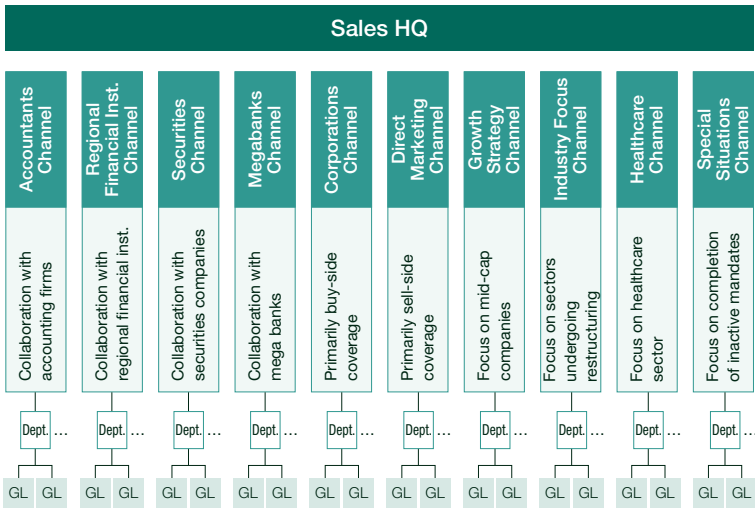 Sales HQ
Accountants
Channel
Regional
Financial Inst.
Channel
Securities
Channel
Megabanks
Channel
Corporations
Channel
Direct
Marketing
Channel
Growth
Strategy
Channel
Industry Focus
Channel
Healthcare
Channel
Special
Situations
Channel
Collaboration with
accounting firms
Collaboration with
regional financial inst.
Collaboration with
securities companies
Collaboration with
mega banks
Primarily buy-side
coverage
Primarily sell-side
coverage
Focus on mid-cap
companies
Focus on sectors
undergoing
restructuring
Focus on healthcare
sector
Focus on completion
of inactive mandates
Dept. ...
Dept. ...
Dept. ...
Dept. ...
Dept. ...
Dept. ...
Dept. ...
Dept. ...
Dept. ...
Dept. ...
GL GL
GL GL
GL GL
GL GL
GL GL
GL GL
GL GL
GL GL
GL GL
GL GL